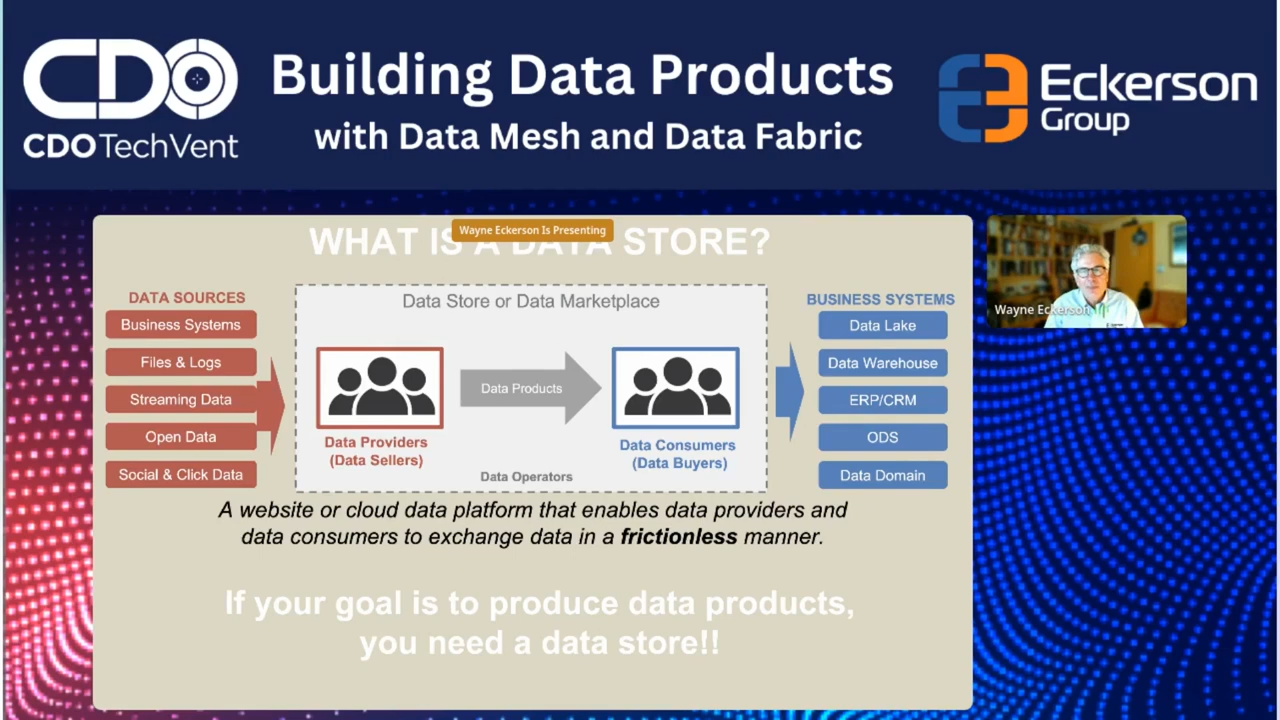 CDO
CDO TechVent
Building Data Products
with Data Mesh and Data Fabric
Eckerson
Group
Wayne Eckerson Is Presenting
WHAT IS A DATA STORE?
DATA SOURCES
Business Systems
Files & Logs
Streaming Data
Open Data
Social & Click Data
Data Store or Data Marketplace
Data Providers
(Data Sellers)
Data Products
Data Consumers
(Data Buyers)
Data Operators
BUSINESS SYSTEMS
Data Lake
Data Warehouse
ERP/CRM
ODS
Data Domain
A website or cloud data platform that enables data providers and
data consumers to exchange data in a frictionless manner.
If your goal is to produce data products,
you need a data store!!
Wayne Eckerson